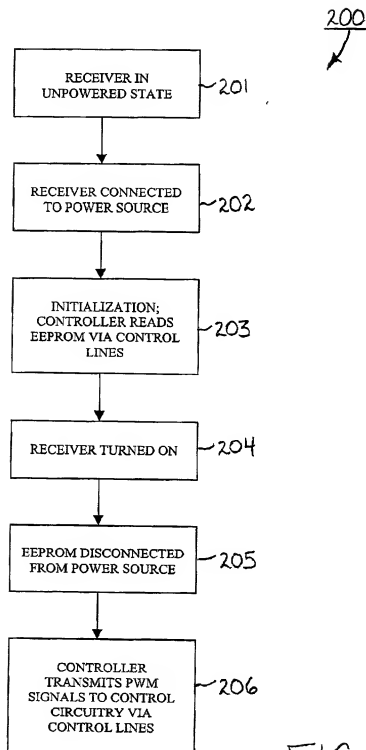 200
RECEIVER IN
UNPOWERED STATE
201
RECEIVER CONNECTED
TO POWER SOURCE
202
INITIALIZATION;
CONTROLLER READS
EEPROM VIA CONTROL
LINES
203
RECEIVER TURNED ON
204
EEPROM DISCONNECTED
FROM POWER SOURCE
205
CONTROLLER
TRANSMITS PWM
SIGNALS TO CONTROL
CIRCUITRY VIA
CONTROL LINES
206